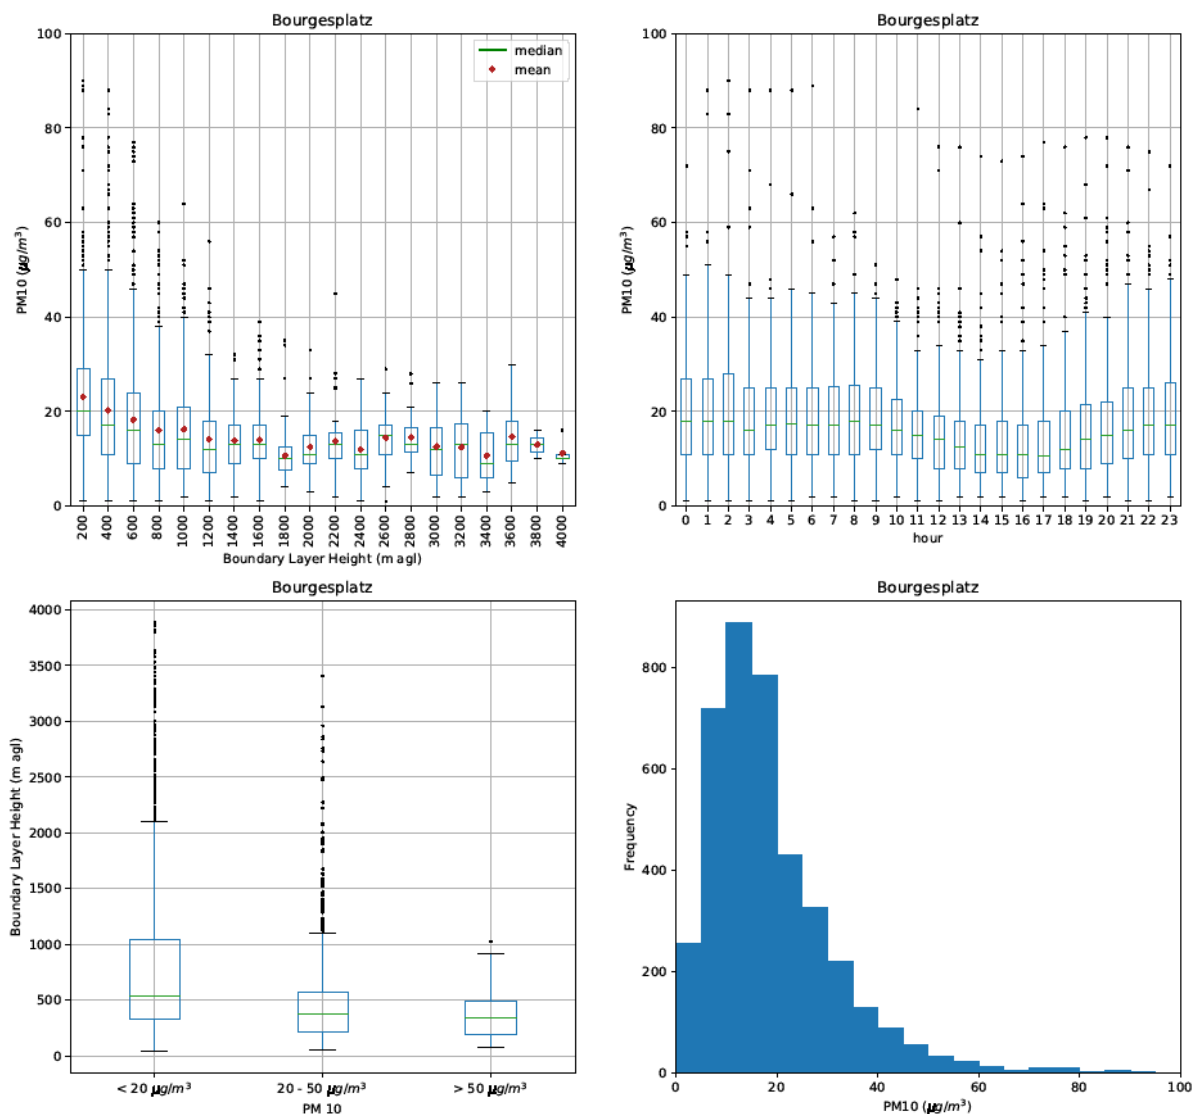 Bourgesplatz
100
80
60
40
20
0
PM10 (µg/m³)
median
mean
200 400 600 800 1000 1200 1400 1600 1800 2000 2200 2400 2600 2800 3000 3200 3400 3600 3800 4000
Boundary Layer Height (m agl)
Bourgesplatz
100
80
60
40
20
0
PM10 (µg/m³)
0 1 2 3 4 5 6 7 8 9 10 11 12 13 14 15 16 17 18 19 20 21 22 23
hour
Bourgesplatz
4000
3500
3000
2500
2000
1500
1000
500
0
Boundary Layer Height (m agl)
< 20 µg/m³ 20 - 50 µg/m³ > 50 µg/m³
PM 10
Bourgesplatz
800
600
400
200
0
Frequency
0 20 40 60 80 100
PM10 (µg/m³)